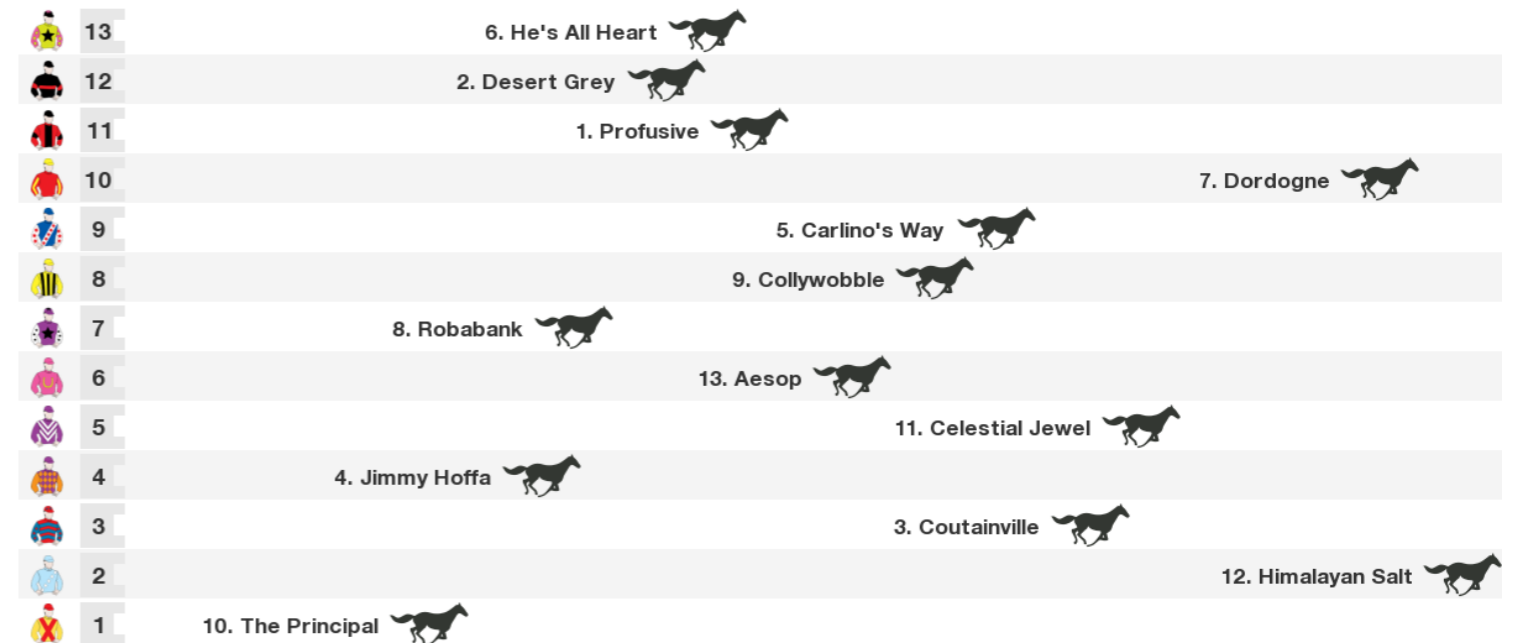 13 6. He's All Heart
12 2. Desert Grey
11 1. Profusive
10 7. Dordogne
9 5. Carlino's Way
8 9. Collywobble
7 8. Robabank
6 13. Aesop
5 11. Celestial Jewel
4 4. Jimmy Hoffa
3 3. Coutainville
2 12. Himalayan Salt
1 10. The Principal